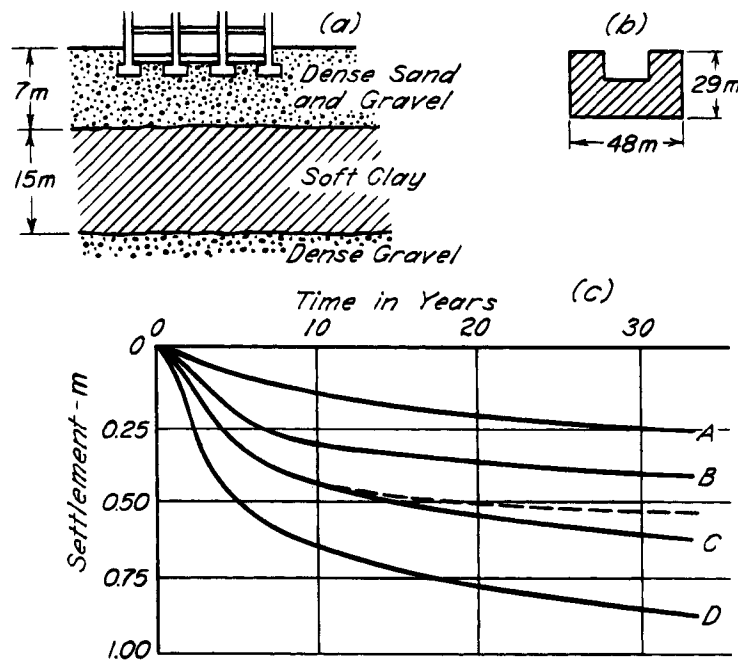 (a)
(b)
7m
Dense Sand
and Gravel
29m
48m
15m
Soft Clay
Dense Gravel
Time in Years
(c)
0
10
20
30
0
0.25
0.50
0.75
1.00
Settlement-m
A
B
C
D